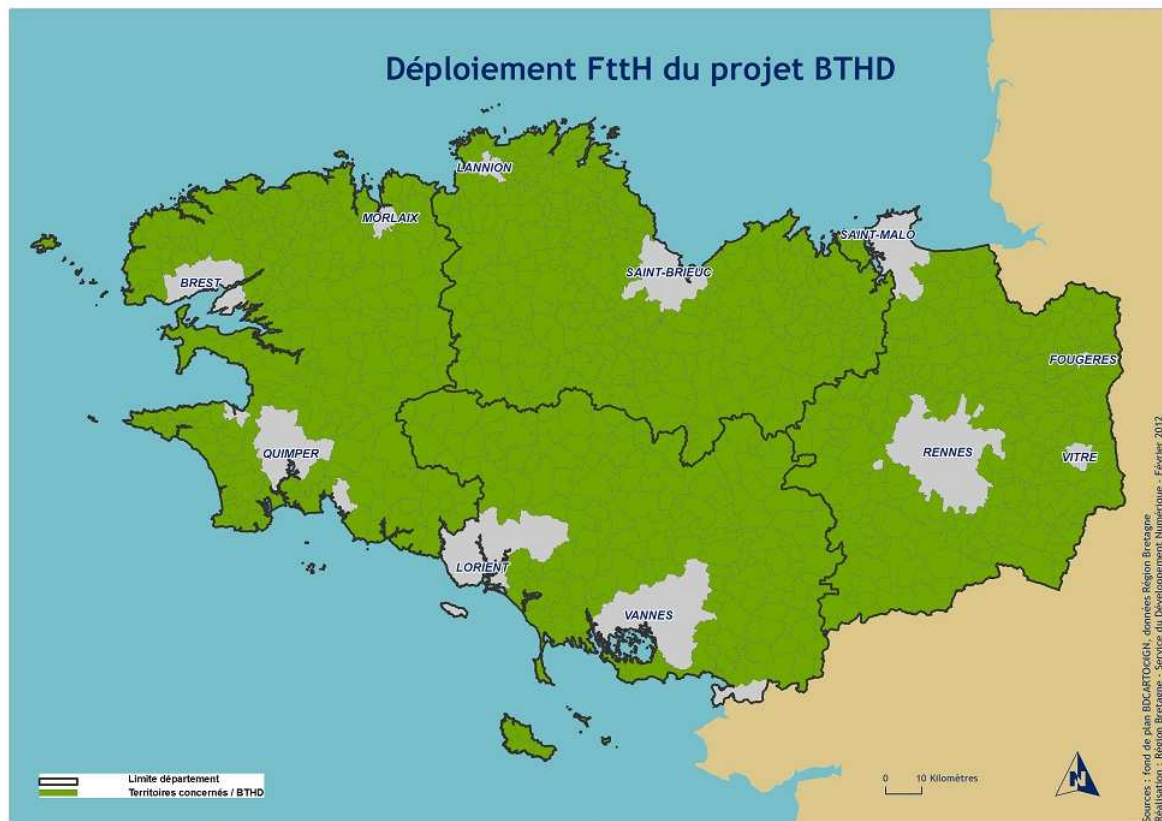 Déploiement FttH du projet BTHD
LANNION
MORLAIX
SAINT-MALO
SAINT-BRIEUC
BREST
FOUGERES
QUIMPER
RENNES
VITRE
LORIENT
VANNES
Limite département
Territoires concernés / BTHD
0 10 Kilomètres
N
Sources : fond de plan BDCARTO©IGN, données Région Bretagne
Réalisation : Région Bretagne - Service du Développement Numérique - Février 2012